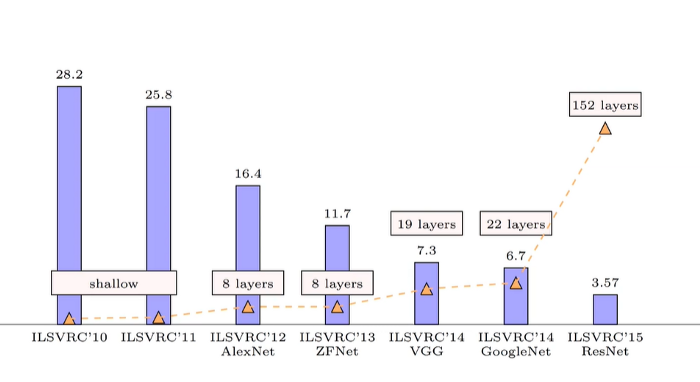 28.2
25.8
16.4
11.7
7.3
6.7
3.57
shallow
8 layers
8 layers
19 layers
22 layers
152 layers
ILSVRC'10
ILSVRC'11
ILSVRC'12
AlexNet
ILSVRC'13
ZFNet
ILSVRC'14
VGG
ILSVRC'14
GoogleNet
ILSVRC'15
ResNet